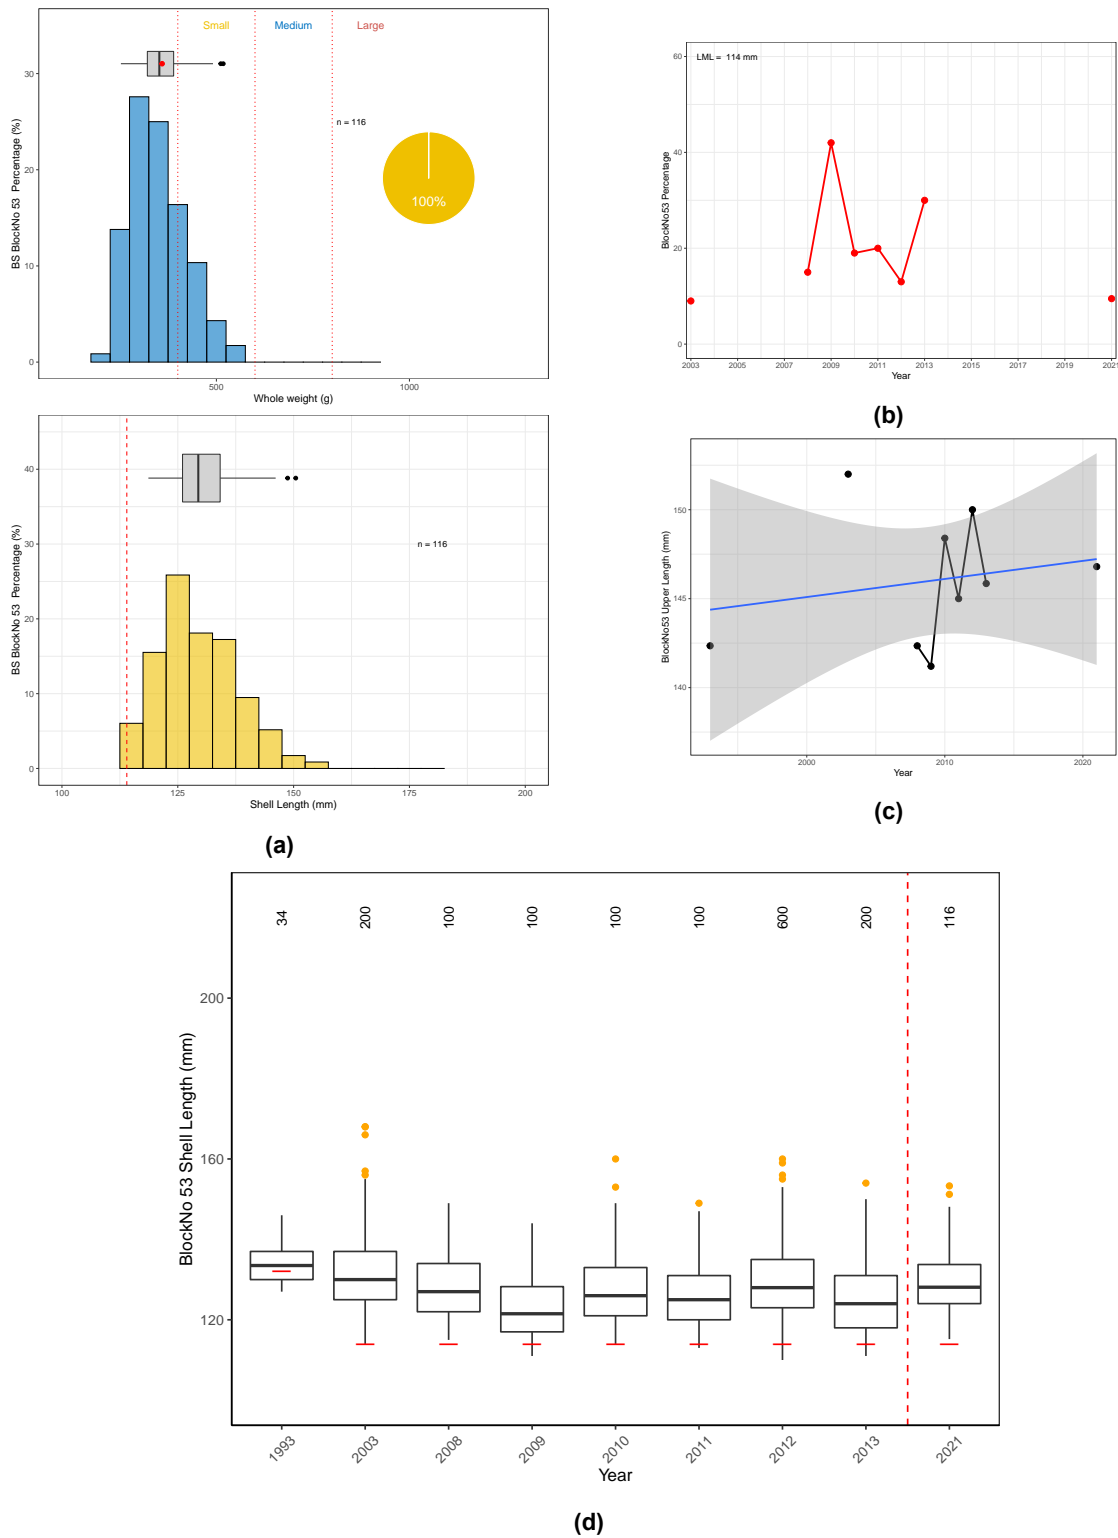 Small Medium Large
n = 116
100%
BS BlockNo 53 Percentage (%)
30
20
10
0
500 1000
Whole weight (g)
n = 116
BS BlockNo 53 Percentage (%)
40
30
20
10
0
100 125 150 175 200
Shell Length (mm)
(a)
LML = 114 mm
BlockNo53 Percentage
60
40
20
0
2003 2005 2007 2009 2011 2013 2015 2017 2019 2021
Year
(b)
BlockNo53 Upper Length (mm)
150
145
140
2000 2010 2020
Year
(c)
34 200 100 100 100 100 600 200 116
BlockNo 53 Shell Length (mm)
200
160
120
1993 2003 2008 2009 2010 2011 2012 2013 2021
Year
(d)